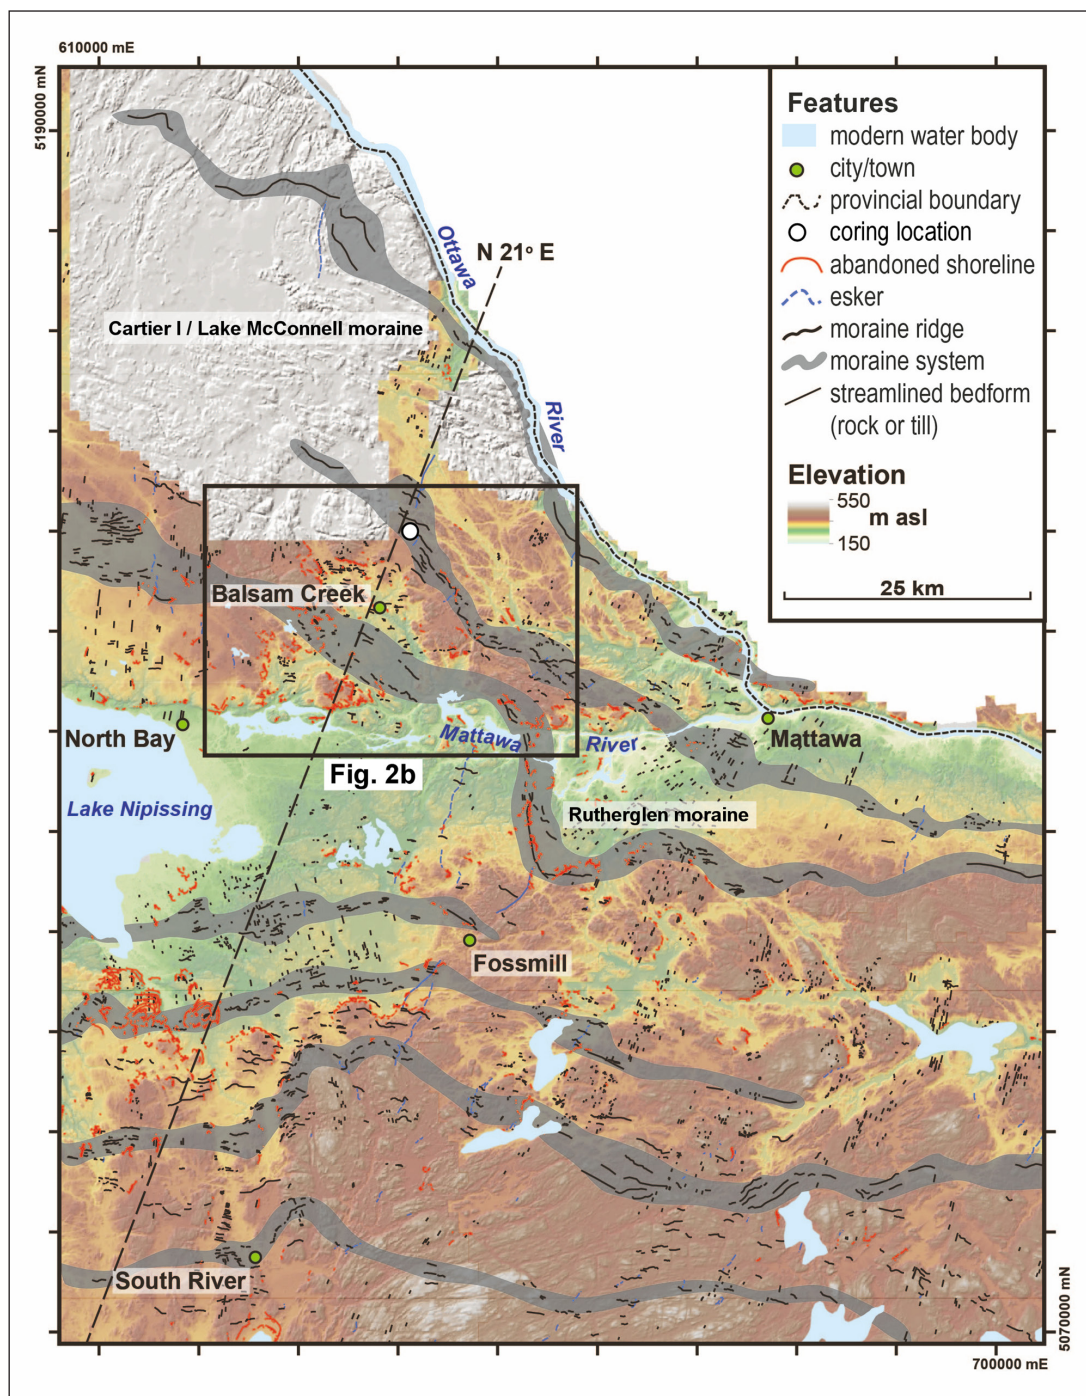 610000 mE
5190000 mN
Features
modern water body
city/town
provincial boundary
coring location
abandoned shoreline
esker
moraine ridge
moraine system
streamlined bedform
(rock or till)
Elevation
550
m asl
150
25 km
Ottawa
N 21° E
Cartier I / Lake McConnell moraine
River
Balsam Creek
North Bay
Mattawa
River
Mattawa
Fig. 2b
Lake Nipissing
Rutherglen moraine
Fossmill
South River
5070000 mN
700000 mE